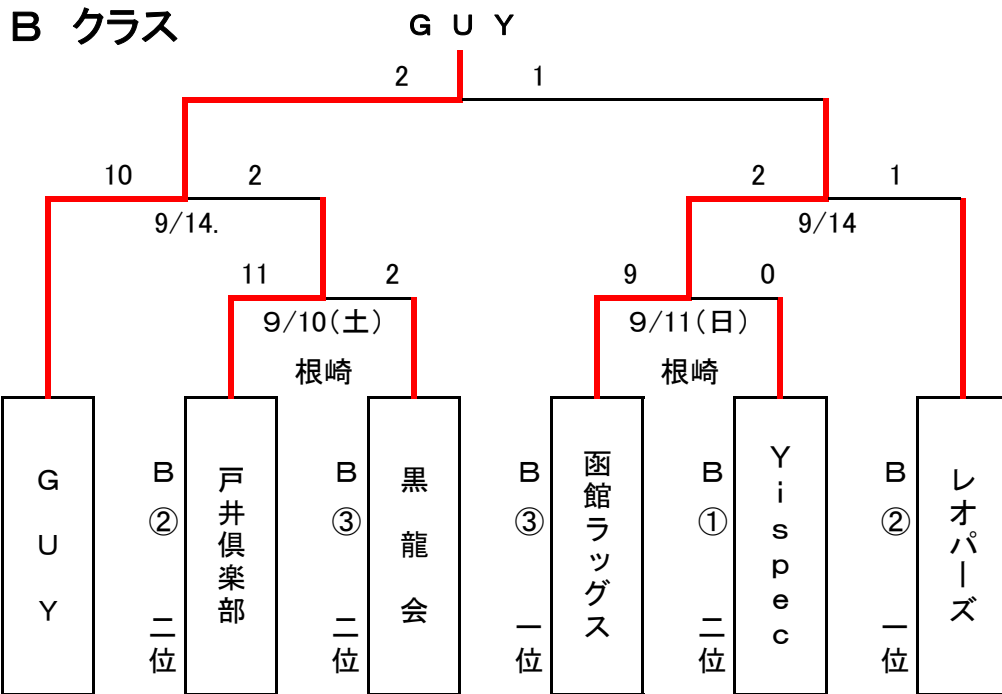 B クラス
G U Y
2 1
10 2
2 1
9/14.
9/14
11 2
9 0
9/10(土)
9/11(日)
根崎
根崎
GUY
B②二位
戸井倶楽部
B③二位
黒龍会
B③一位
函館ラッグス
B①二位
Yispec
B②一位
レオパーズ